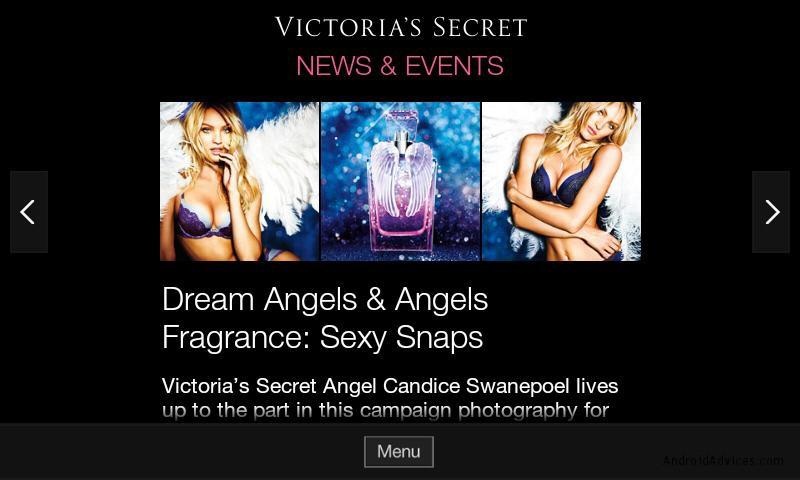 VICTORIA'S SECRET
NEWS & EVENTS
Dream Angels & Angels
Fragrance: Sexy Snaps
Victoria's Secret Angel Candice Swanepoel lives
up to the part in this campaign photography for
Menu
AndroidAdvices.com